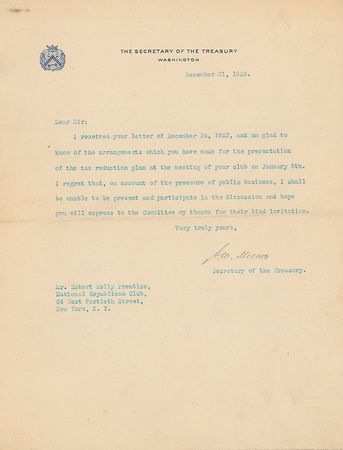 THE SECRETARY OF THE TREASURY
WASHINGTON
December 31, 1923.
Dear Sir:
I received your letter of December 24, 1923, and am glad to
know of the arrangements which you have made for the presentation
of the tax reduction plan at the meeting of your club on January 5th.
I regret that, on account of the pressure of public business, I shall
be unable to present and participate in the discussion and hope
you will express to the Committee my thanks for their kind invitation.
Very truly yours,
A.W. Mellon
Secretary of the Treasury.
Mr. Robert Kelly Prentice,
National Republican Club,
54 West Fortieth Street,
New York, N. Y.